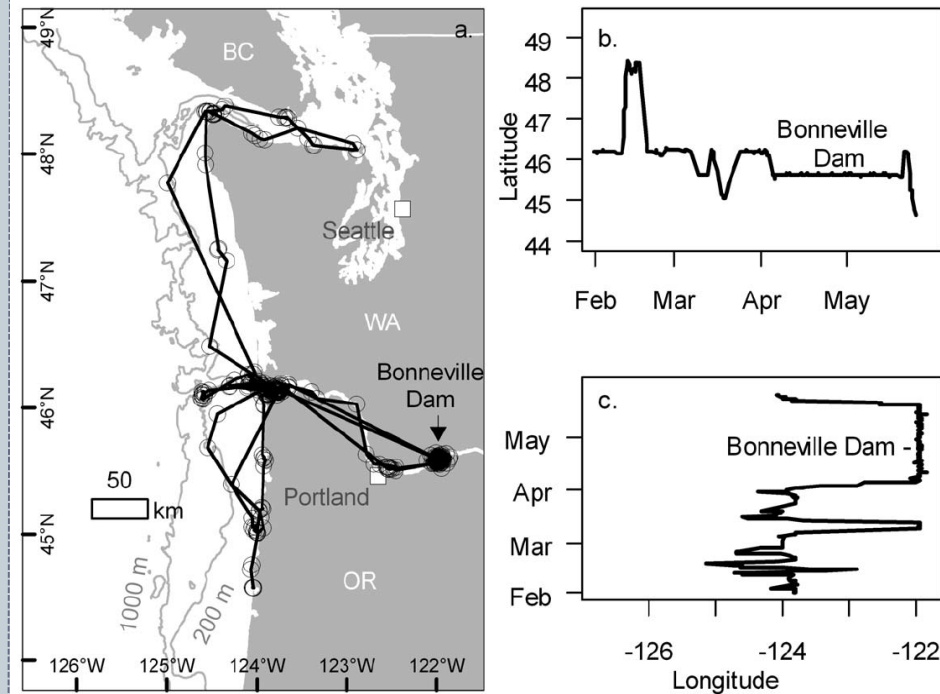 a.
49°N
BC
48°N
Seattle
47°N
WA
Bonneville
Dam
46°N
50
km
Portland
45°N
1000 m
200 m
OR
126°W 125°W 124°W 123°W 122°W
b.
49
48
46
45
44
Latitude
Bonneville
Dam
Feb Mar Apr May
c.
May
Apr
Mar
Feb
Bonneville Dam
-126 -124 -122
Longitude